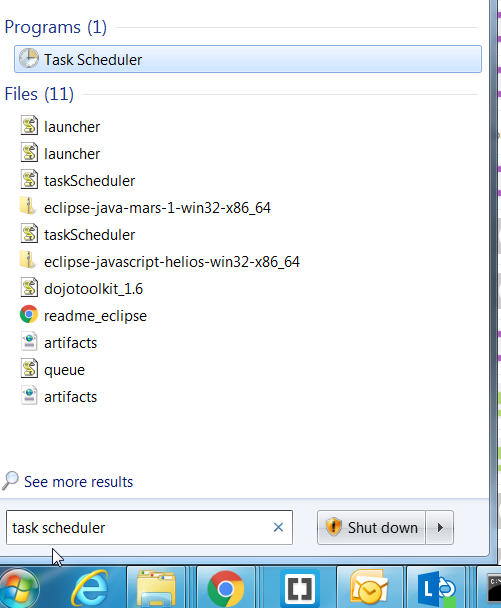 Programs (1)
Task Scheduler
Files (11)
launcher
launcher
taskScheduler
eclipse-java-mars-1-win32-x86_64
taskScheduler
eclipse-javascript-helios-win32-x86_64
dojotoolkit_1.6
readme_eclipse
artifacts
queue
artifacts
See more results
task scheduler
Shut down